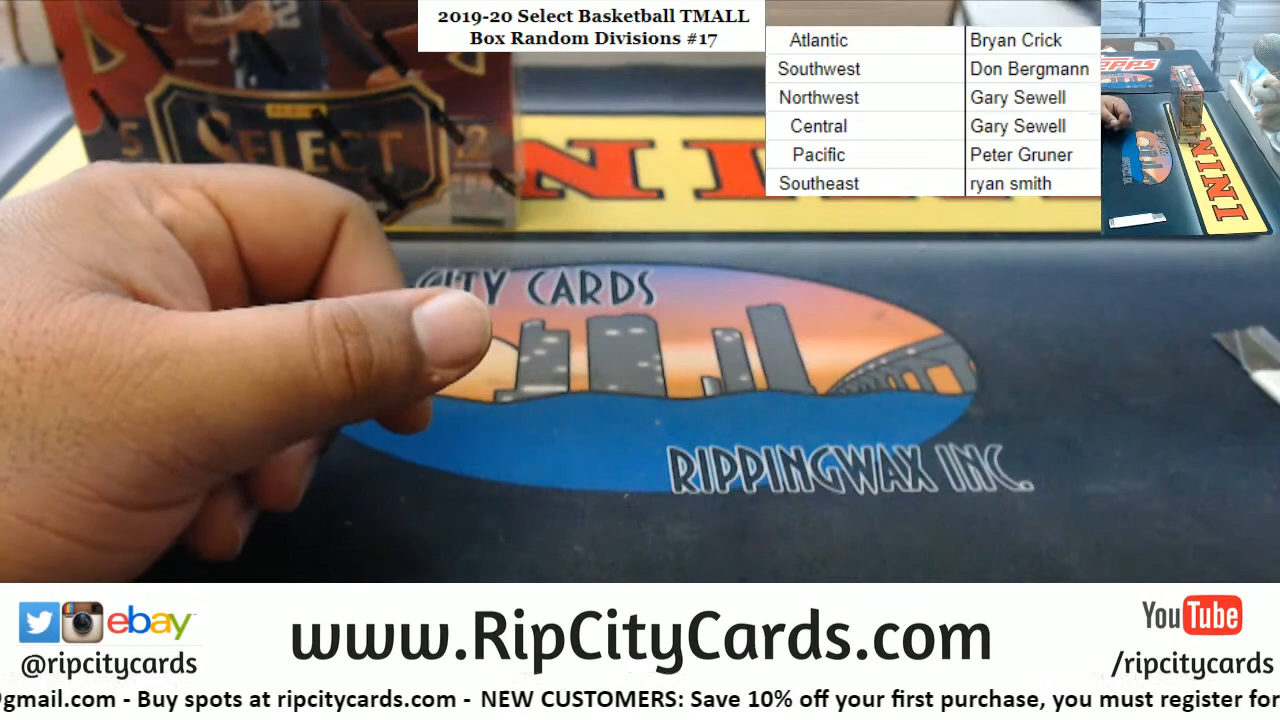 2019-20 Select Basketball TMALL
Box Random Divisions #17
Atlantic Bryan Crick
Southwest Don Bergmann
Northwest Gary Sewell
Central Gary Sewell
Pacific Peter Gruner
Southeast ryan smith
5 SELECT 12
CITY CARDS
RIPPINGWAX INC.
ebay
@ripcitycards
www.RipCityCards.com
YouTube
/ripcitycards
@gmail.com - Buy spots at ripcitycards.com - NEW CUSTOMERS: Save 10% off your first purchase, you must register for